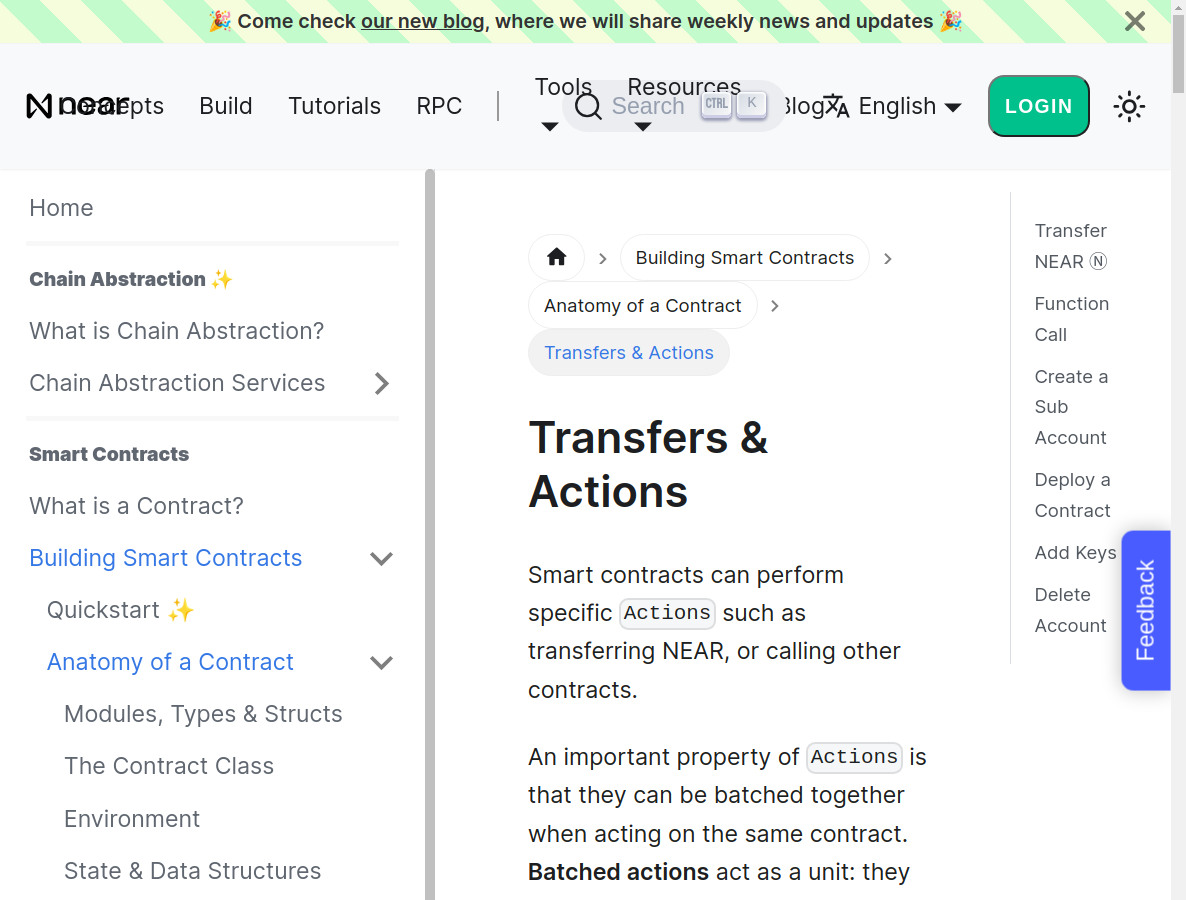 🎉 Come check our new blog, where we will share weekly news and updates 🎉
near
Concepts
Build
Tutorials
RPC
Tools
Resources
Search
CTRL
K
Blog
English
LOGIN
Home
Chain Abstraction ✨
What is Chain Abstraction?
Chain Abstraction Services
Smart Contracts
What is a Contract?
Building Smart Contracts
Quickstart ✨
Anatomy of a Contract
Modules, Types & Structs
The Contract Class
Environment
State & Data Structures
Building Smart Contracts
Anatomy of a Contract
Transfers & Actions
Transfers &
Actions
Smart contracts can perform
specific Actions such as
transferring NEAR, or calling other
contracts.
An important property of Actions is
that they can be batched together
when acting on the same contract.
Batched actions act as a unit: they
Transfer
NEAR Ⓝ
Function
Call
Create a
Sub
Account
Deploy a
Contract
Add Keys
Delete
Account
Feedback